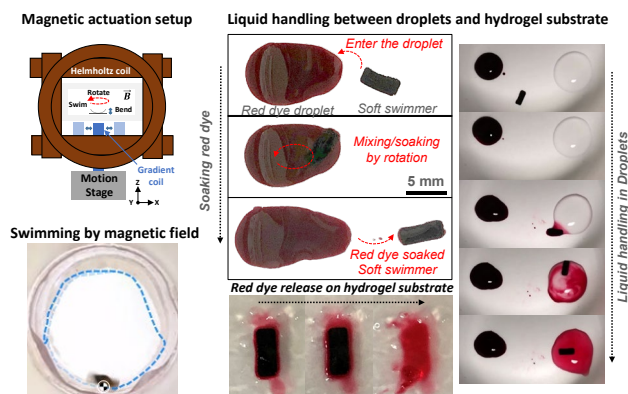 Magnetic actuation setup
Helmholtz coil
Rotate
B
Swim
Bend
Gradient
coil
Motion
Stage
Z
Y
X
Swimming by magnetic field
Liquid handling between droplets and hydrogel substrate
Soaking red dye
Enter the droplet
Red dye droplet
Soft swimmer
Mixing/soaking
by rotation
5 mm
Red dye soaked
Soft swimmer
Red dye release on hydrogel substrate
Liquid handling in Droplets